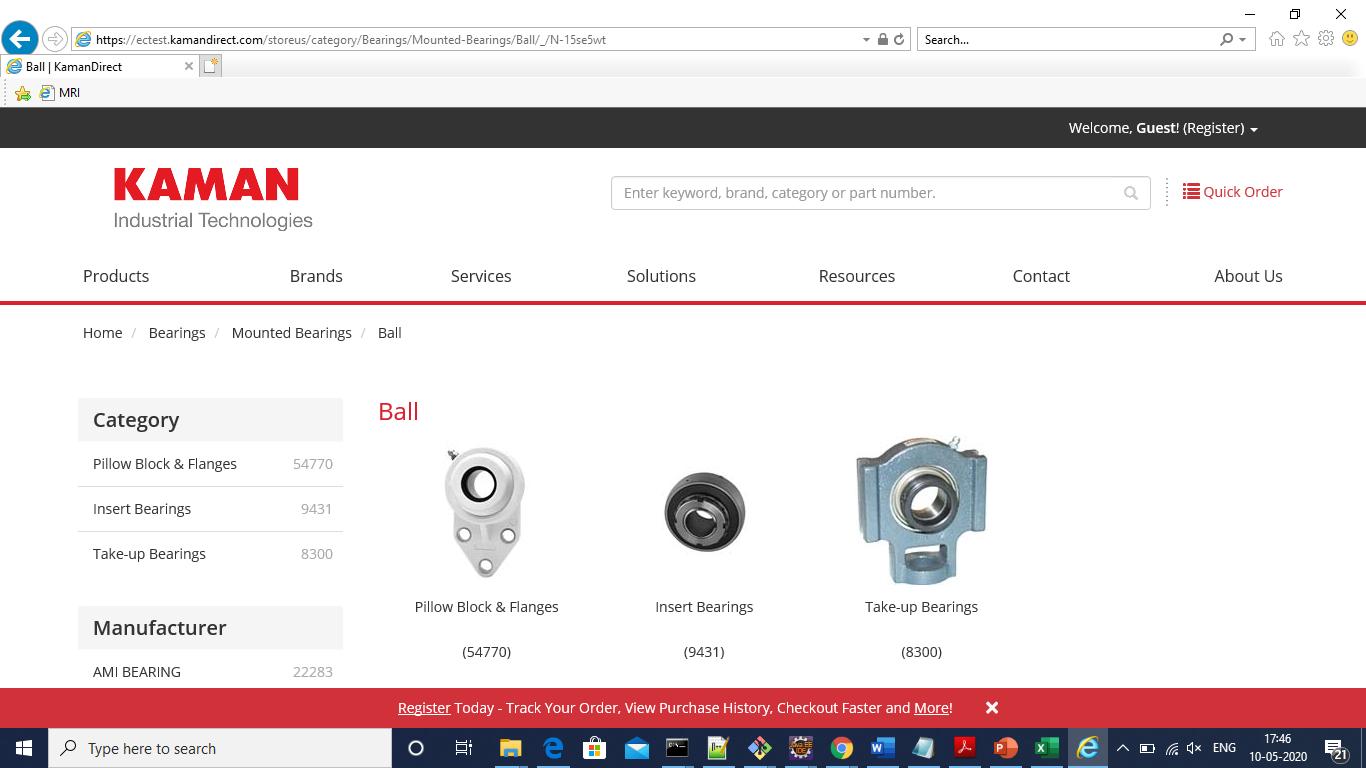 https://ectest.kamandirect.com/storeus/category/Bearings/Mounted-Bearings/Ball/_/N-15se5wt
Search...
Ball | KamanDirect
MRI
Welcome, Guest! (Register)
KAMAN
Industrial Technologies
Enter keyword, brand, category or part number.
Quick Order
Products Brands Services Solutions Resources Contact About Us
Home / Bearings / Mounted Bearings / Ball
Category
Pillow Block & Flanges 54770
Insert Bearings 9431
Take-up Bearings 8300
Manufacturer
AMI BEARING 22283
Ball
Pillow Block & Flanges Insert Bearings Take-up Bearings
(54770) (9431) (8300)
Register Today - Track Your Order, View Purchase History, Checkout Faster and More!
Type here to search
ENG
17:46
10-05-2020
21